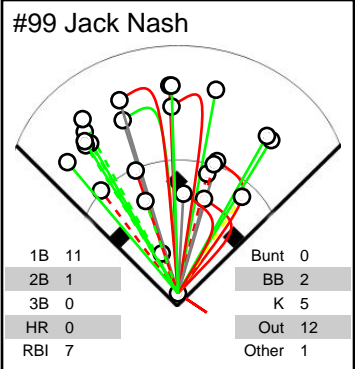 #99 Jack Nash
1B 11 Bunt 0
2B 1 BB 2
3B 0 K 5
HR 0 Out 12
RBI 7 Other 1